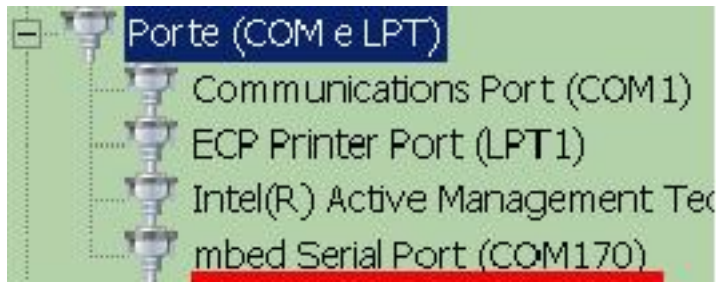 Porte (COM e LPT)
Communications Port (COM1)
ECP Printer Port (LPT1)
Intel(R) Active Management Tec
mbed Serial Port (COM170)